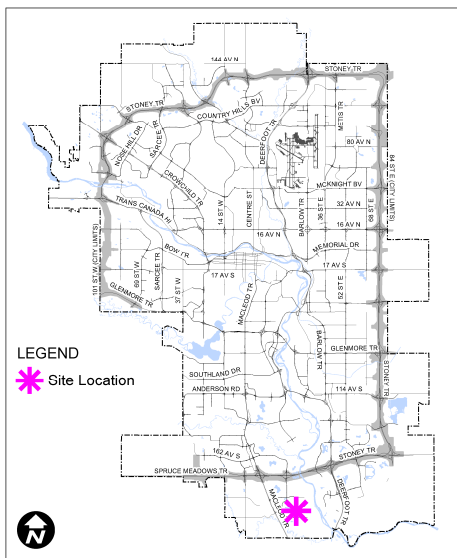 144 AV N
STONEY TR
STONEY TR
COUNTRY HILLS BV
NOSE HILL DR
SARCEE TR
DEERFOOT TR
METIS TR
80 AV N
CROWCHILD TR
MCKNIGHT BV
84 ST E (CITY LIMITS)
TRANS CANADA HI
14 ST W
CENTRE ST
BARLOW TR
36 ST E
32 AV N
68 ST E
16 AV N
16 AV N
101 ST W (CITY LIMITS)
BOW TR
MEMORIAL DR
69 ST W
SARCEE TR
37 ST W
17 AV S
17 AV S
52 ST E
GLENMORE TR
MACLEOD TR
BARLOW TR
GLENMORE TR
LEGEND
Site Location
SOUTHLAND DR
ANDERSON RD
114 AV S
STONEY TR
162 AV S
STONEY TR
SPRUCE MEADOWS TR
MACLEOD TR
DEERFOOT TR
N